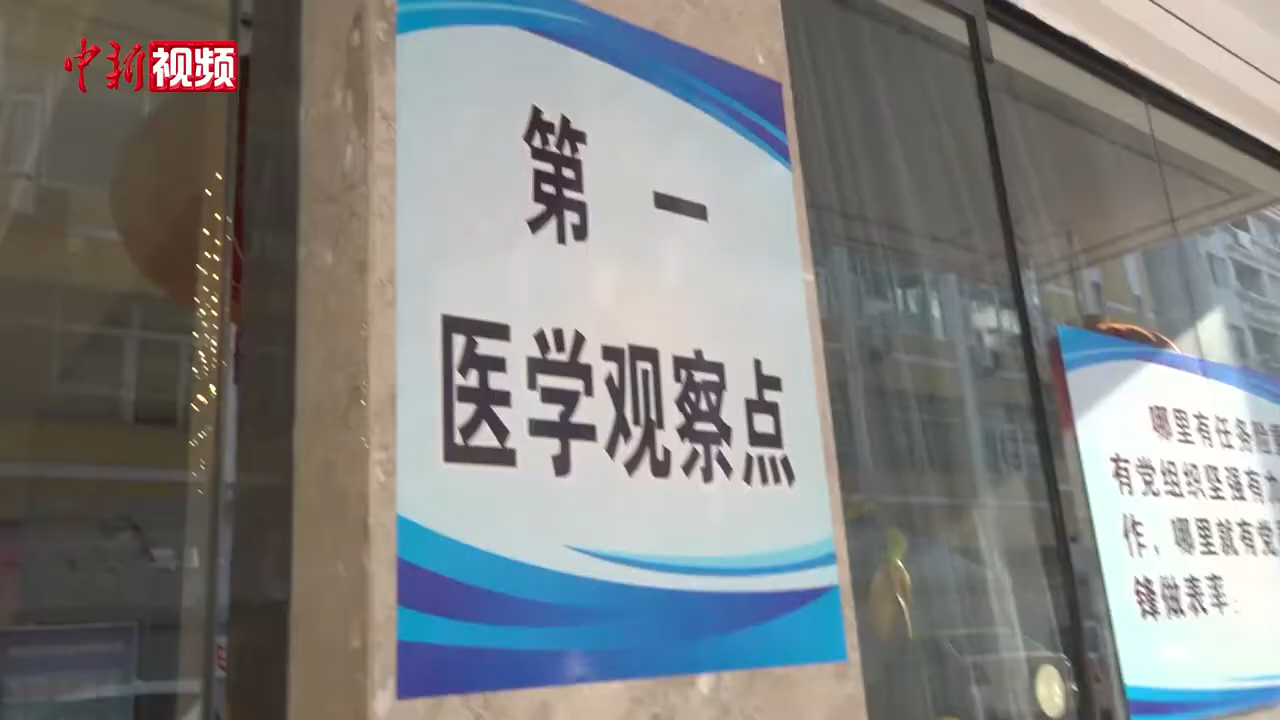 中新视频
第一
医学观察点
哪里有任务
有党组织坚强有
作、哪里就有党
锋做表率;